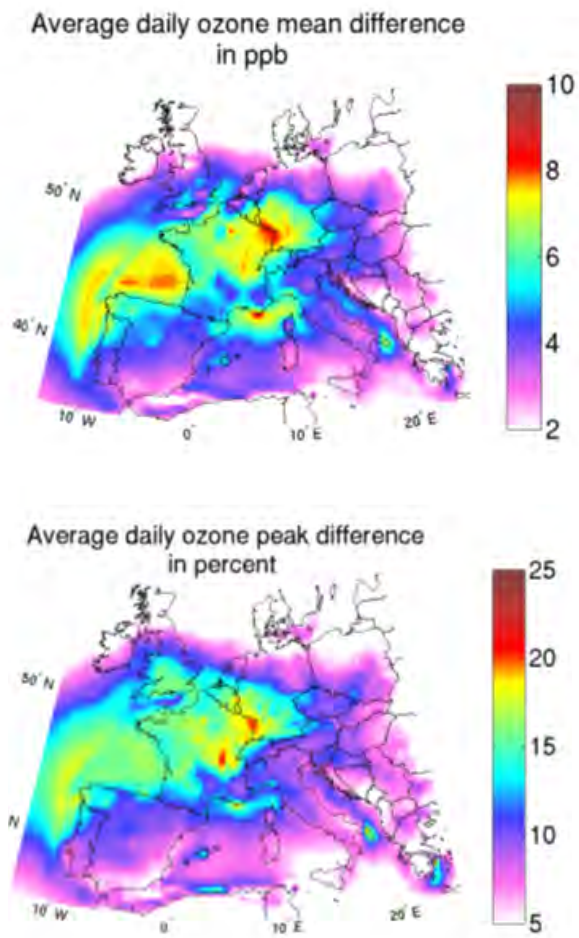 Average daily ozone mean difference
in ppb
10
8
6
4
2
50° N
40° N
10° W
0°
10° E
20° E
Average daily ozone peak difference
in percent
25
20
15
10
5
50° N
N
10° W
0°
10° E
20° E